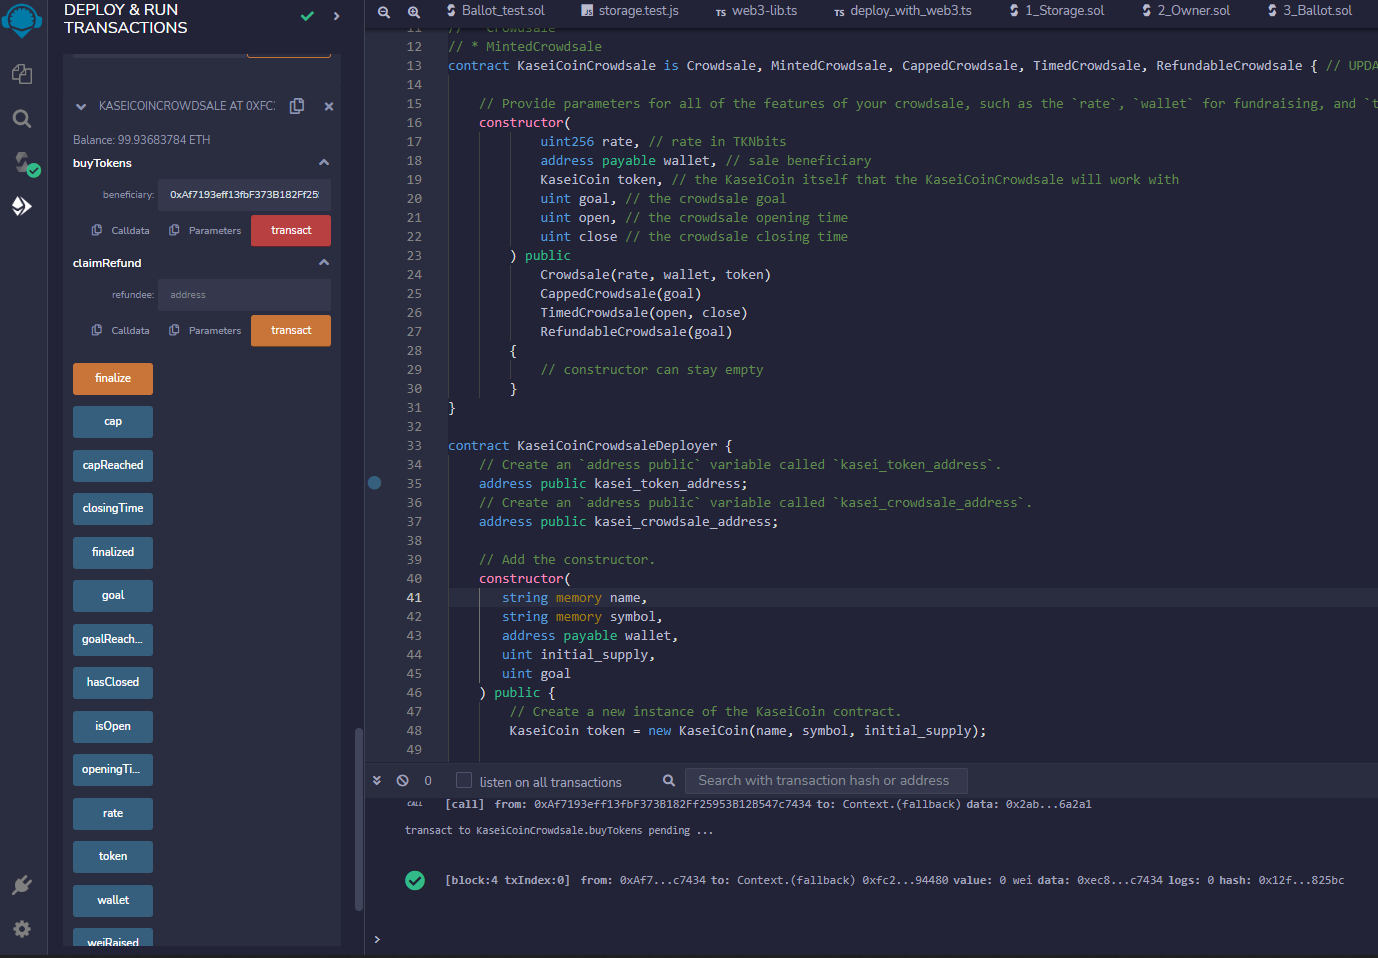 DEPLOY & RUN
TRANSACTIONS
KASEICOINCROWDSALE AT 0XFC
Balance: 99.93683784 ETH
buyTokens
beneficiary: 0xAf7193eff13fbF373B182Ff25
Calldata Parameters transact
claimRefund
refundee: address
Calldata Parameters transact
finalize
cap
capReached
closingTime
finalized
goal
goalReach...
hasClosed
isOpen
openingTi...
rate
token
wallet
weiRaised
Ballot_test.sol JS storage.test.js TS web3-lib.ts TS deploy_with_web3.ts 1_Storage.sol 2_Owner.sol 3_Ballot.sol
11 // * Crowdsale
12 // * MintedCrowdsale
13 contract KaseiCoinCrowdsale is Crowdsale, MintedCrowdsale, CappedCrowdsale, TimedCrowdsale, RefundableCrowdsale { // UPDA
14
15 // Provide parameters for all of the features of your crowdsale, such as the `rate`, `wallet` for fundraising, and `t
16 constructor(
17 uint256 rate, // rate in TKNbits
18 address payable wallet, // sale beneficiary
19 KaseiCoin token, // the KaseiCoin itself that the KaseiCoinCrowdsale will work with
20 uint goal, // the crowdsale goal
21 uint open, // the crowdsale opening time
22 uint close // the crowdsale closing time
23 ) public
24 Crowdsale(rate, wallet, token)
25 CappedCrowdsale(goal)
26 TimedCrowdsale(open, close)
27 RefundableCrowdsale(goal)
28 {
29 // constructor can stay empty
30 }
31 }
32
33 contract KaseiCoinCrowdsaleDeployer {
34 // Create an `address public` variable called `kasei_token_address`.
35 address public kasei_token_address;
36 // Create an `address public` variable called `kasei_crowdsale_address`.
37 address public kasei_crowdsale_address;
38
39 // Add the constructor.
40 constructor(
41 string memory name,
42 string memory symbol,
43 address payable wallet,
44 uint initial_supply,
45 uint goal
46 ) public {
47 // Create a new instance of the KaseiCoin contract.
48 KaseiCoin token = new KaseiCoin(name, symbol, initial_supply);
49
0 listen on all transactions Search with transaction hash or address
CALL [call] from: 0xAf7193eff13fbF373B182Ff25953B12B547c7434 to: Context.(fallback) data: 0x2ab...6a2a1
transact to KaseiCoinCrowdsale.buyTokens pending ...
[block:4 txIndex:0] from: 0xAf7...c7434 to: Context.(fallback) 0xfc2...94480 value: 0 wei data: 0xec8...c7434 logs: 0 hash: 0x12f...825bc
>